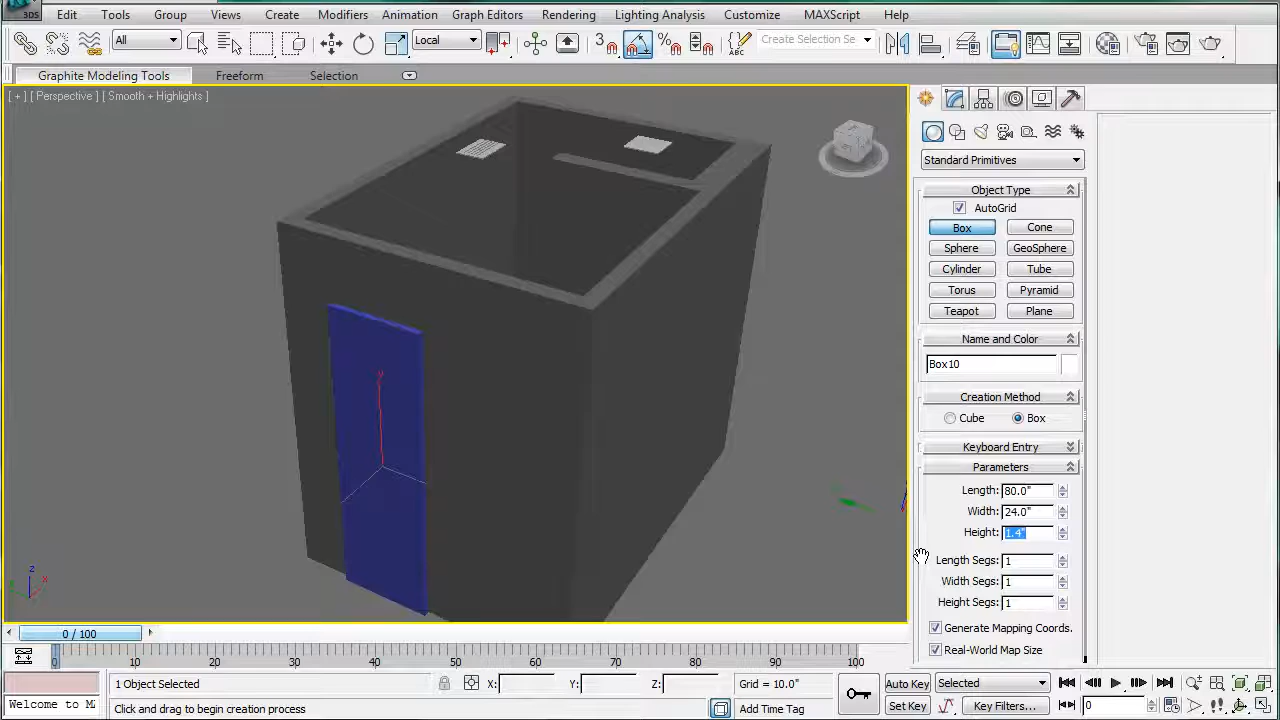 3DS Edit Tools Group Views Create Modifiers Animation Graph Editors Rendering Lighting Analysis Customize MAXScript Help
All Local 3 Create Selection Se
Graphite Modeling Tools Freeform Selection
[ + ] [ Perspective ] [ Smooth + Highlights ]
Standard Primitives
Object Type
AutoGrid
Box Cone
Sphere GeoSphere
Cylinder Tube
Torus Pyramid
Teapot Plane
Name and Color
Box10
Creation Method
Cube Box
Keyboard Entry
Parameters
Length: 80.0"
Width: 24.0"
Height: 1.4"
Length Segs: 1
Width Segs: 1
Height Segs: 1
Generate Mapping Coords.
Real-World Map Size
y
z
x
0 / 100
0 10 20 30 40 50 60 70 80 90 100
1 Object Selected X: Y: Z: Grid = 10.0" Auto Key Selected
Welcome to M Click and drag to begin creation process Add Time Tag Set Key Key Filters... 0